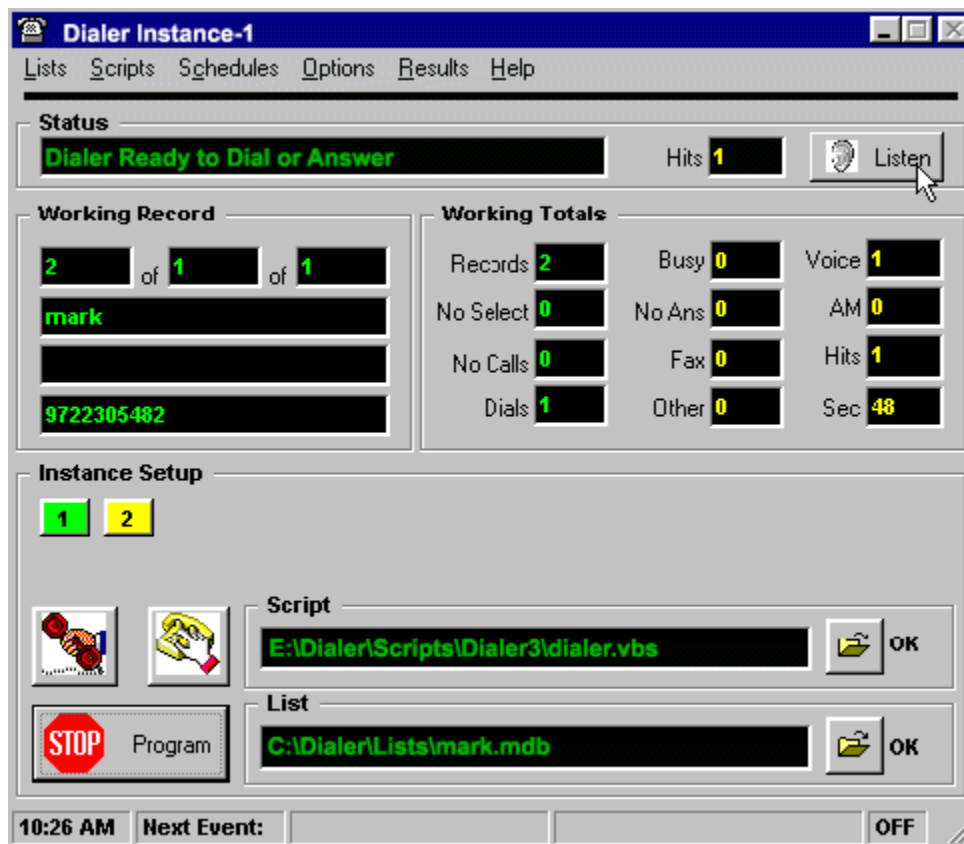 Dialer Instance-1
Lists Scripts Schedules Options Results Help
Status
Dialer Ready to Dial or Answer Hits 1 Listen
Working Record
2 of 1 of 1
mark
9722305482
Working Totals
Records 2 Busy 0 Voice 1
No Select 0 No Ans 0 AM 0
No Calls 0 Fax 0 Hits 1
Dials 1 Other 0 Sec 48
Instance Setup
1 2
Script
E:\Dialer\Scripts\Dialer3\dialer.vbs OK
List
STOP Program C:\Dialer\Lists\mark.mdb OK
10:26 AM Next Event: OFF